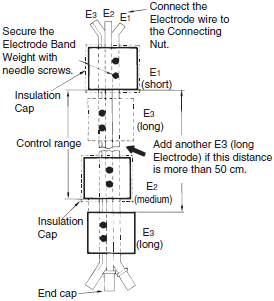 E3 E2 E1
Connect the
Electrode wire to
the Connecting
Nut.
Secure the
Electrode Band
Weight with
needle screws.
E1
(short)
Insulation
Cap
E3
(long)
Control range
Add another E3 (long
Electrode) if this distance
is more than 50 cm.
E2
(medium)
Insulation
Cap
E3
(long)
End cap